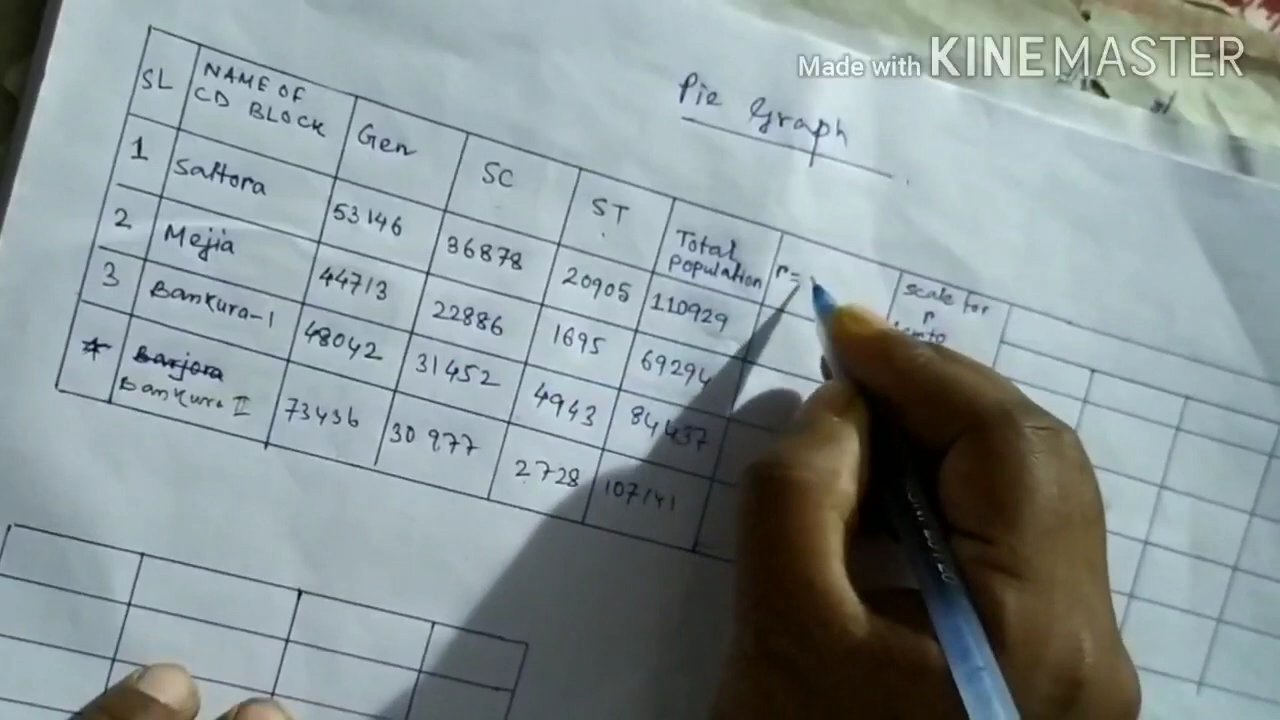 Made with KINEMASTER
Pie Graph
SL
NAME OF
CD BLOCK
Gen
SC
ST
Total
population
r=
scale for
r
1 Saltora 53146 36878 20905 110929
2 Mejia 44713 22886 1695 69294
3 Bankura-1 48042 31452 4943 84437
Barjora
Bankura II 73436 30977 2728 107141